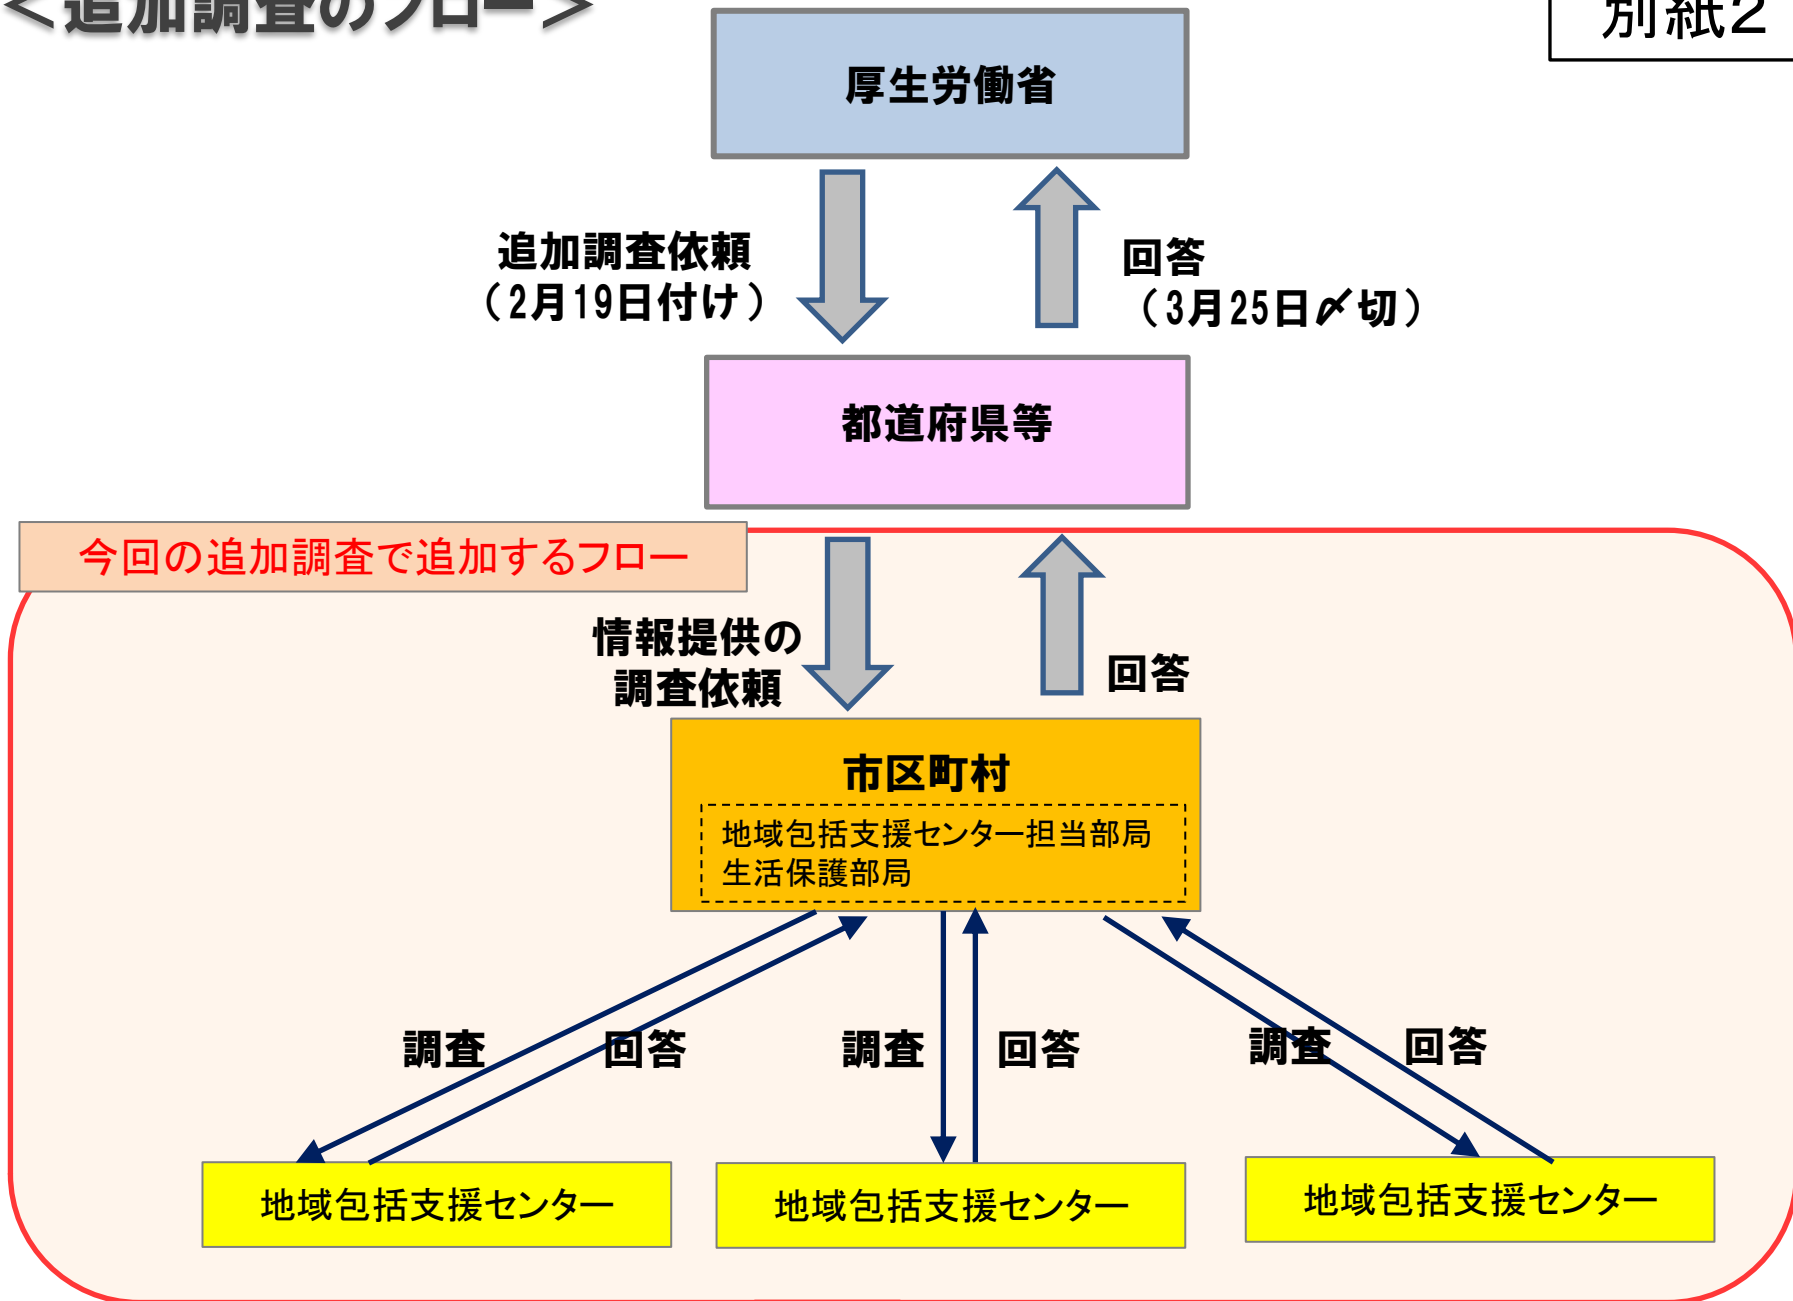 ＜追加調査のフロー＞
別紙2
厚生労働省
追加調査依頼
（2月19日付け）
回答
（3月25日〆切）
都道府県等
今回の追加調査で追加するフロー
情報提供の
調査依頼
回答
市区町村
地域包括支援センター担当部局
生活保護部局
調査
回答
調査
回答
調査
回答
地域包括支援センター
地域包括支援センター
地域包括支援センター